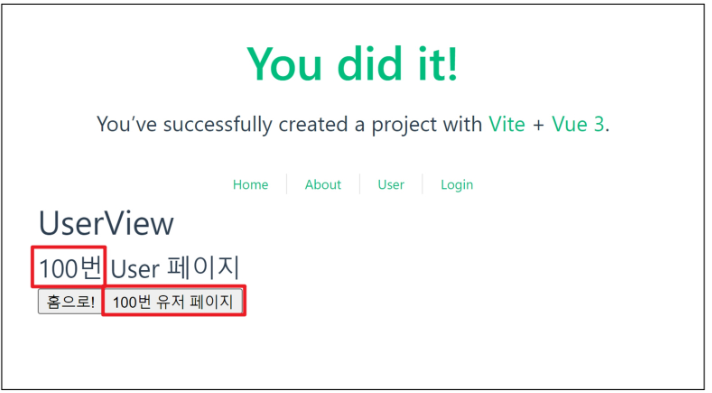 You did it!
You’ve successfully created a project with Vite + Vue 3.
Home About User Login
UserView
100번 User 페이지
홈으로! 100번 유저 페이지